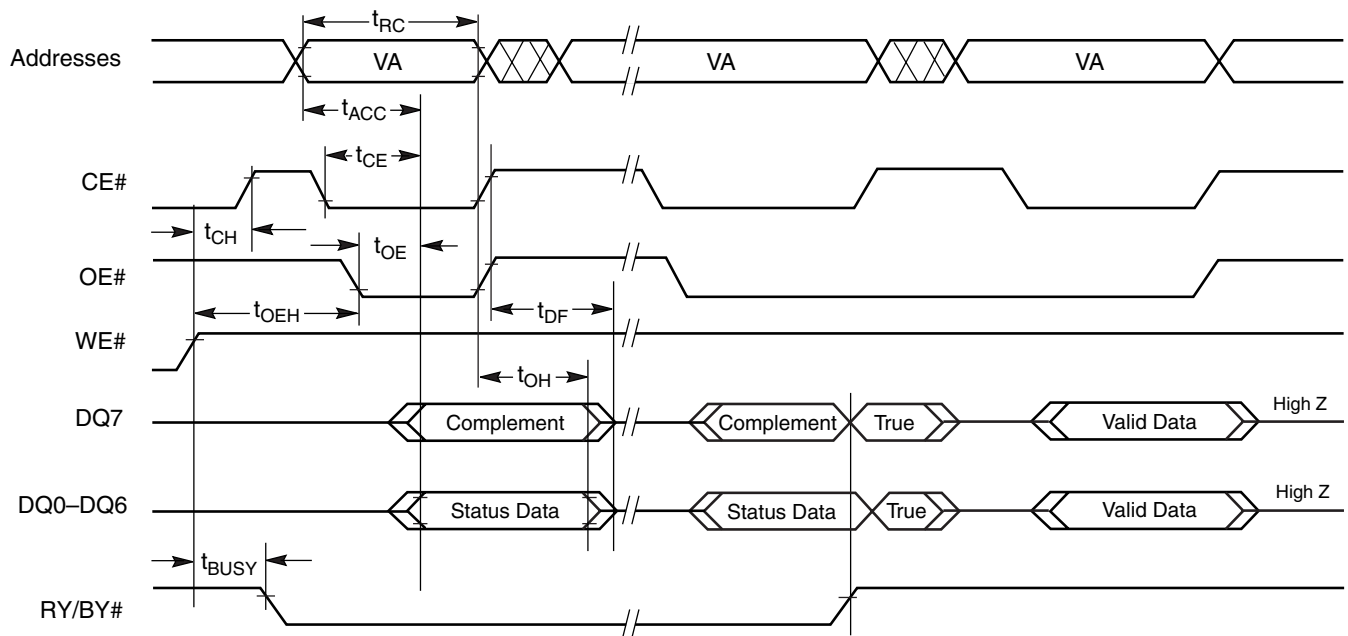 tRC
Addresses VA VA VA
tACC
tCE
CE#
tCH tOE
OE#
tOEH tDF
WE#
tOH
DQ7 Complement Complement True Valid Data High Z
DQ0–DQ6 Status Data Status Data True Valid Data High Z
tBUSY
RY/BY#